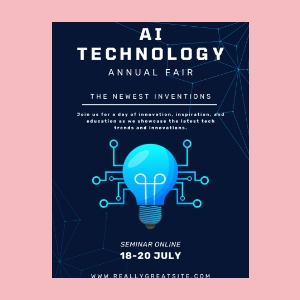 AI
TECHNOLOGY
ANNUAL FAIR
THE NEWEST INVENTIONS
Join us for a day of innovation, inspiration, and
education as we showcase the latest tech
trends and innovations.
SEMINAR ONLINE
18-20 JULY
WWW.REALLYGREATSITE.COM